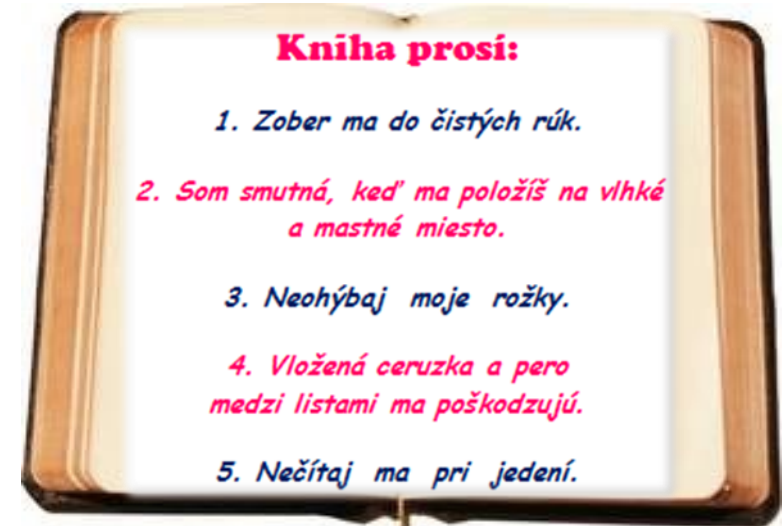 Kniha prosí:
1. Zober ma do čistých rúk.
2. Som smutná, keď ma položíš na vlhké
a mastné miesto.
3. Neohýbaj moje rožky.
4. Vložená ceruzka a pero
medzi listami ma poškodzujú.
5. Nečítaj ma pri jedení.